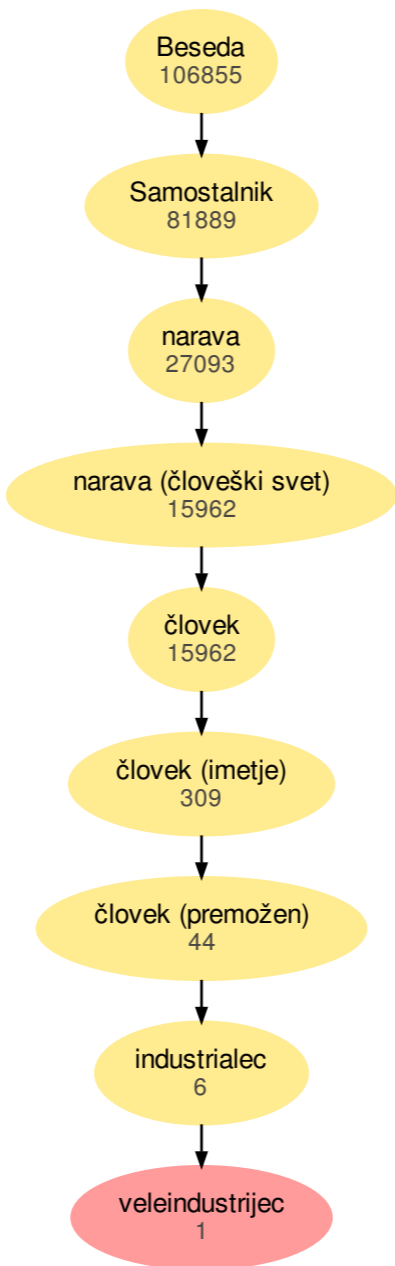 Beseda
106855
Samostalnik
81889
narava
27093
narava (človeški svet)
15962
človek
15962
človek (imetje)
309
človek (premožen)
44
industrialec
6
veleindustrijec
1